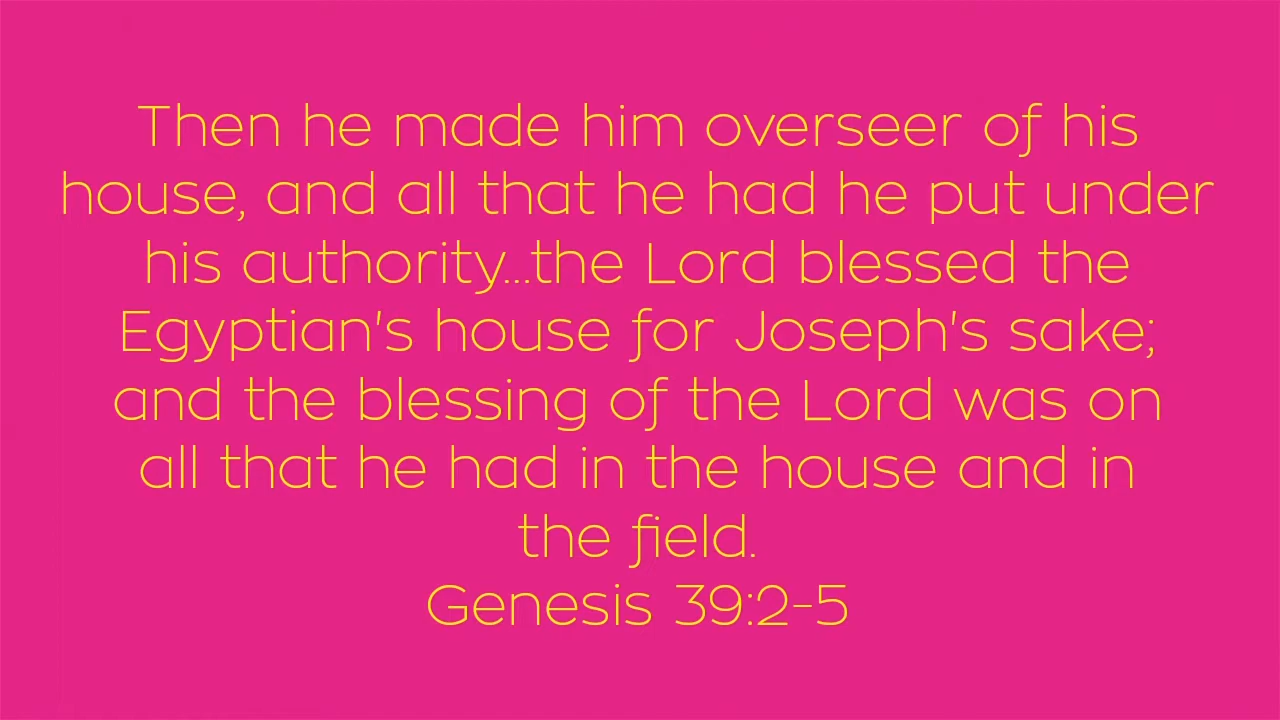 Then he made him overseer of his
house, and all that he had he put under
his authority...the Lord blessed the
Egyptian's house for Joseph's sake;
and the blessing of the Lord was on
all that he had in the house and in
the field.
Genesis 39:2-5